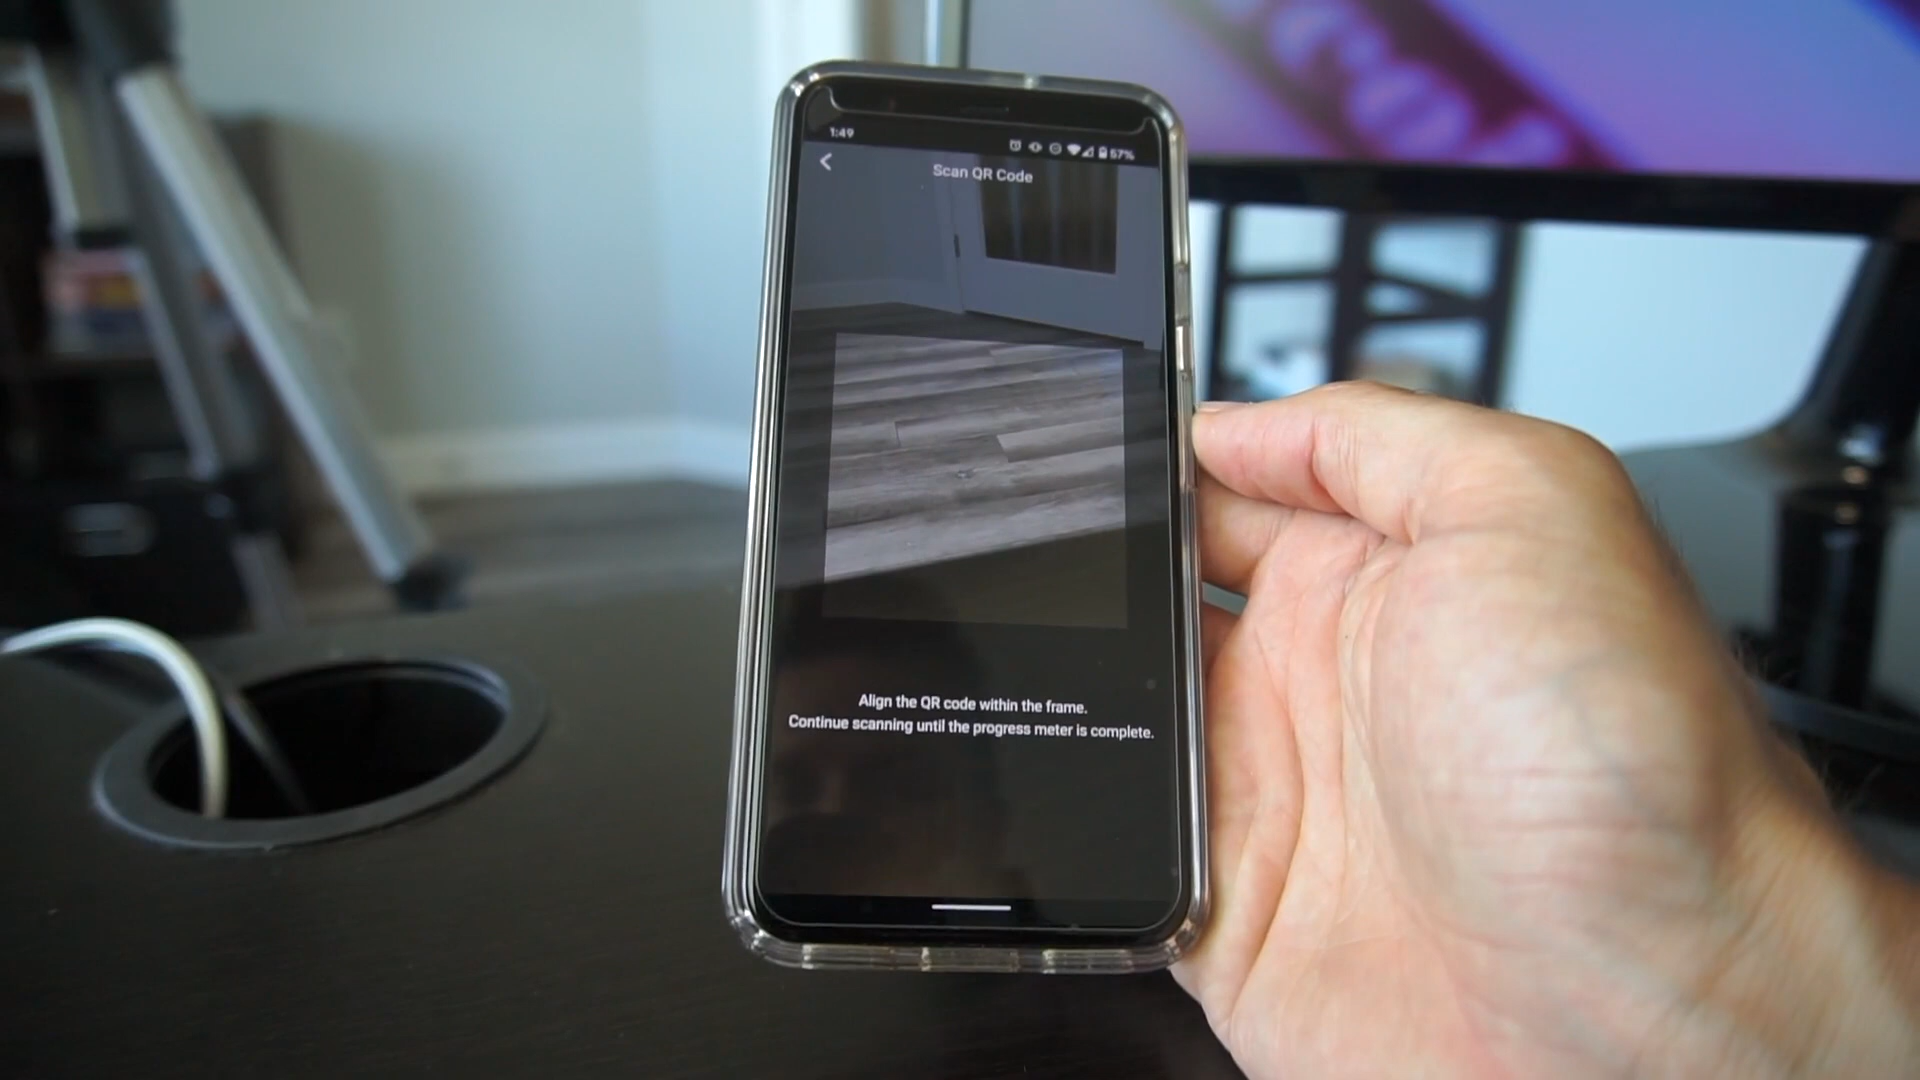 1:49
57%
Scan QR Code
Align the QR code within the frame.
Continue scanning until the progress meter is complete.